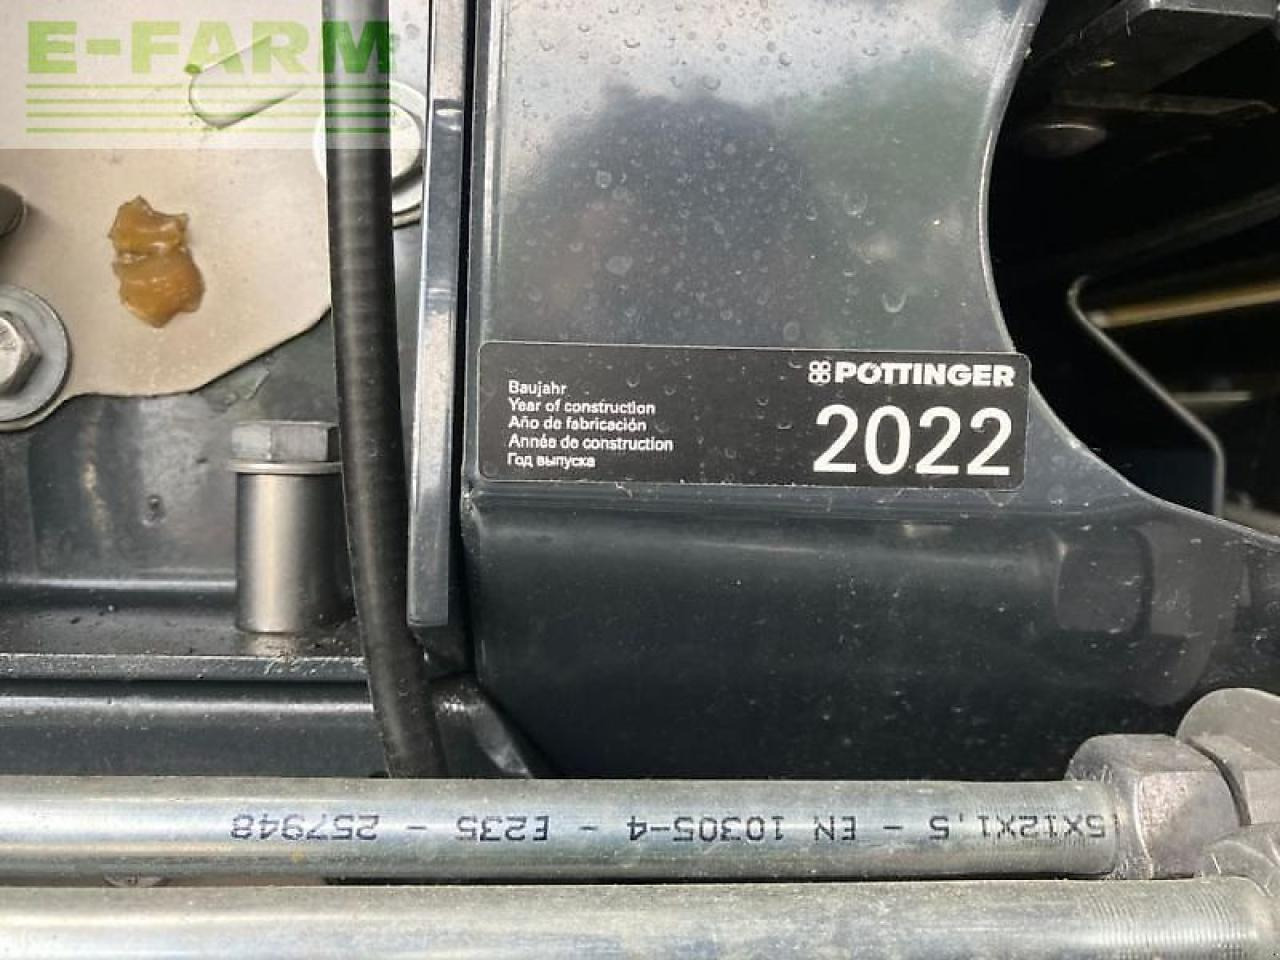 E-FARM
PÖTTINGER
Baujahr
Year of construction
Año de fabricación
Année de construction
Год выпуска
2022
5X12X1,5 - EN 10305-4 - E235 - 257948